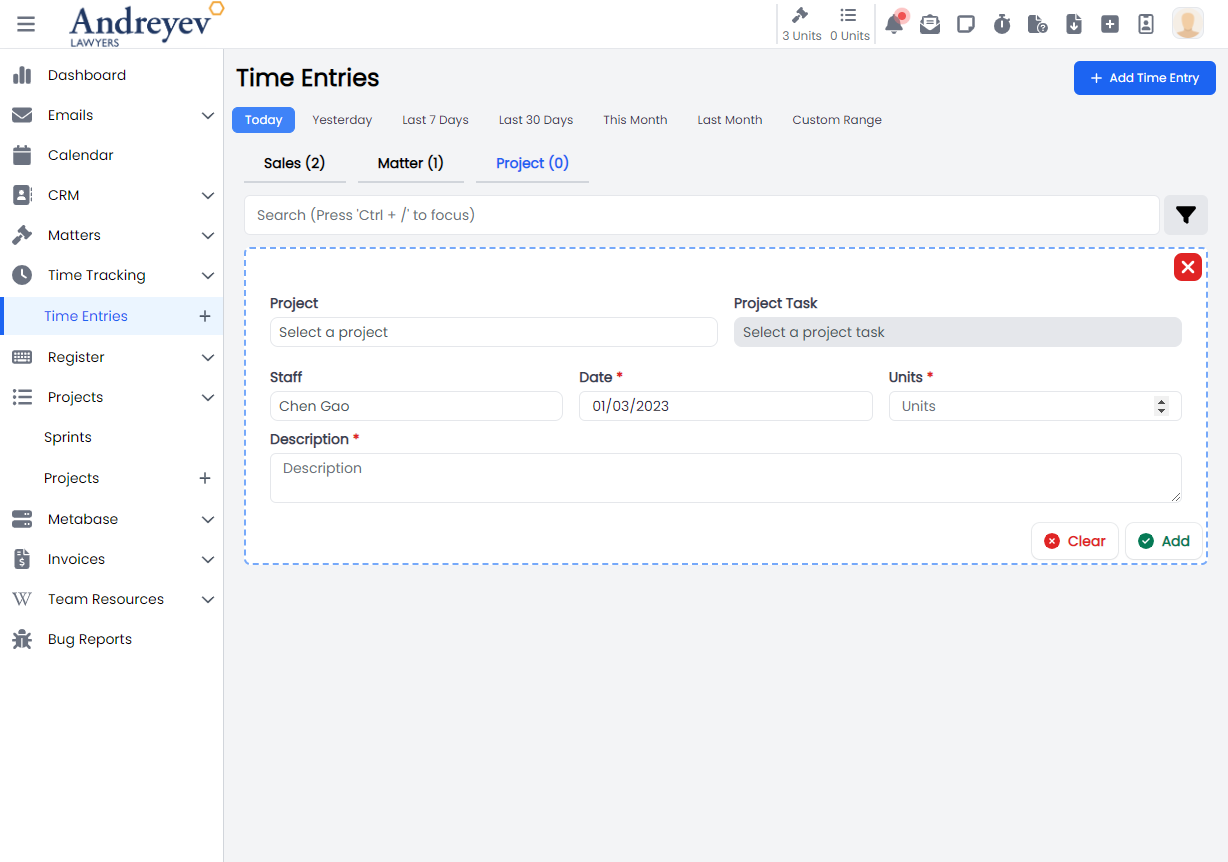 Andreyev
LAWYERS
3 Units 0 Units
Dashboard
Emails
Calendar
CRM
Matters
Time Tracking
Time Entries
Register
Projects
Sprints
Projects
Metabase
Invoices
Team Resources
Bug Reports
Time Entries
+ Add Time Entry
Today Yesterday Last 7 Days Last 30 Days This Month Last Month Custom Range
Sales (2) Matter (1) Project (0)
Search (Press 'Ctrl + /' to focus)
Project Project Task
Select a project Select a project task
Staff Date * Units *
Chen Gao 01/03/2023 Units
Description *
Description
Clear Add